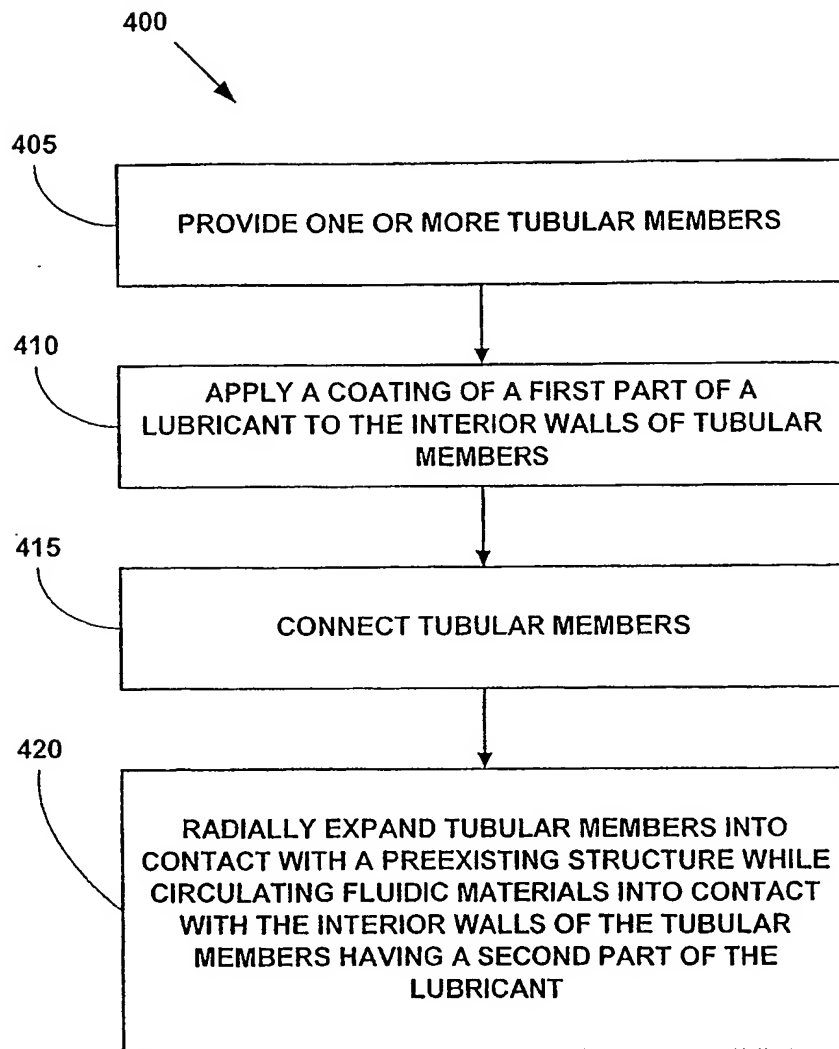 400
405
PROVIDE ONE OR MORE TUBULAR MEMBERS
410
APPLY A COATING OF A FIRST PART OF A
LUBRICANT TO THE INTERIOR WALLS OF TUBULAR
MEMBERS
415
CONNECT TUBULAR MEMBERS
420
RADIALLY EXPAND TUBULAR MEMBERS INTO
CONTACT WITH A PREEXISTING STRUCTURE WHILE
CIRCULATING FLUIDIC MATERIALS INTO CONTACT
WITH THE INTERIOR WALLS OF THE TUBULAR
MEMBERS HAVING A SECOND PART OF THE
LUBRICANT